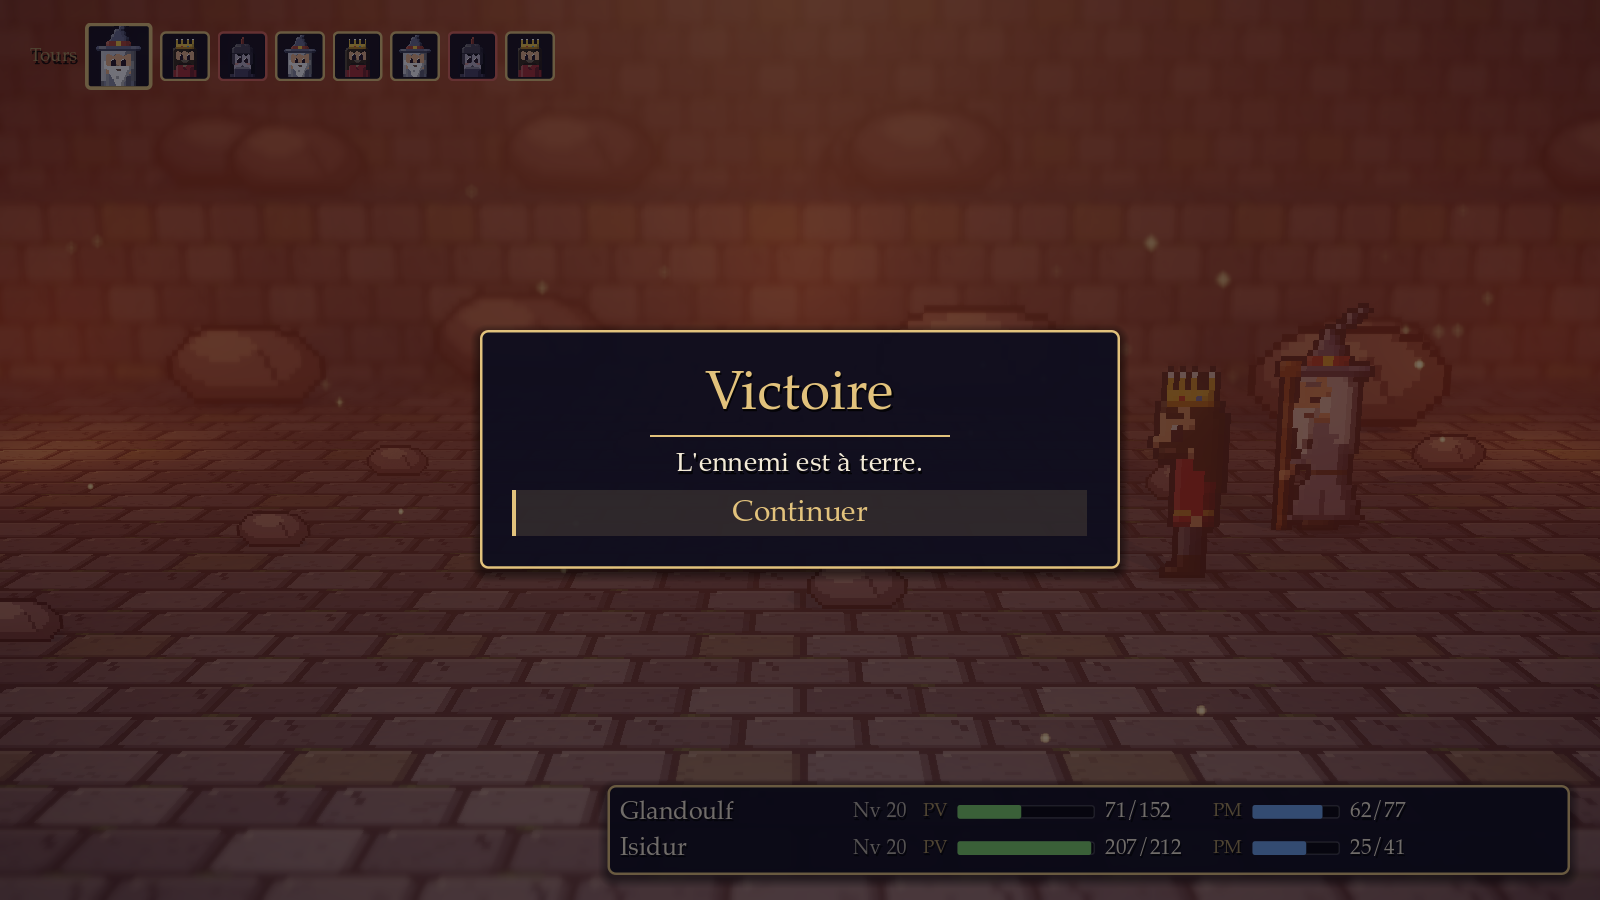 Tours
Victoire
L'ennemi est à terre.
Continuer
Glandoulf Nv 20 PV 71/152 PM 62/77
Isidur Nv 20 PV 207/212 PM 25/41